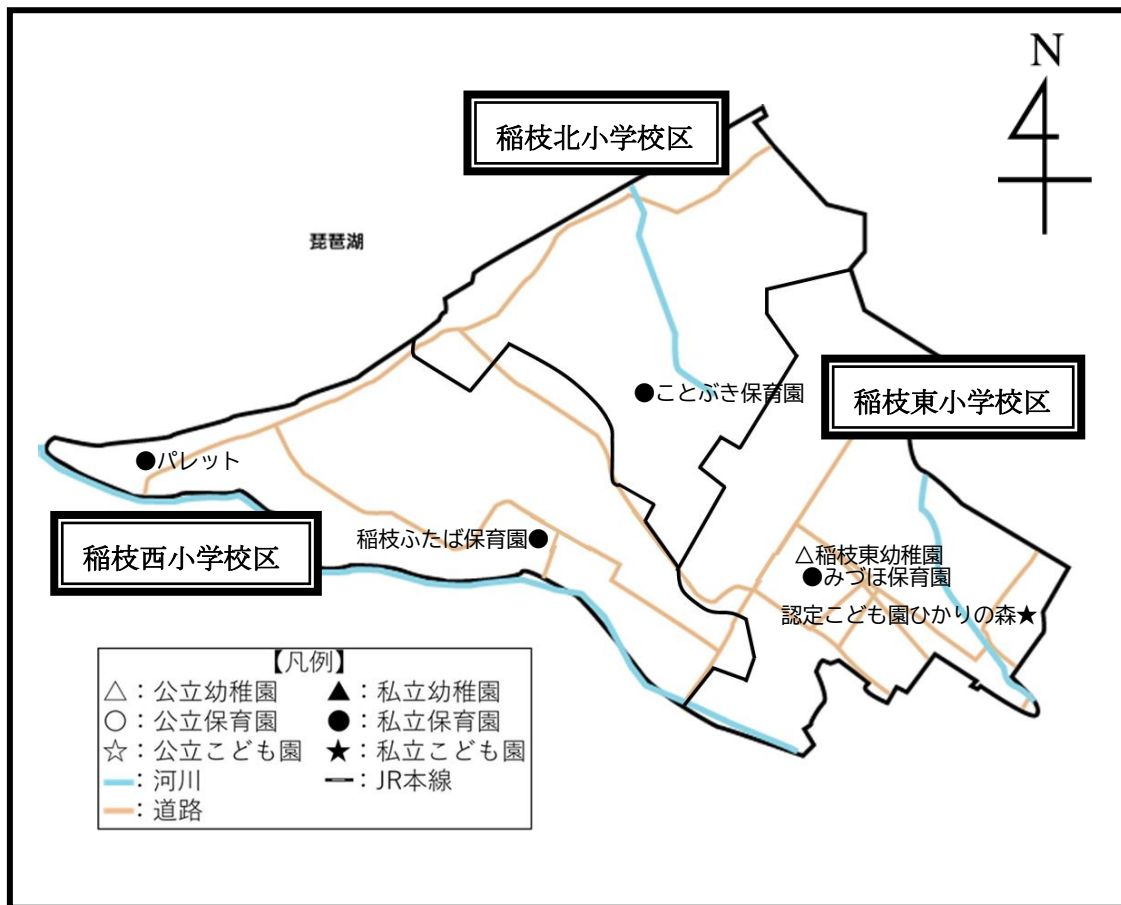 N
稲枝北小学校区
琵琶湖
●ことぶき保育園
稲枝東小学校区
●パレット
稲枝ふたば保育園●
稲枝西小学校区
△稲枝東幼稚園
●みづほ保育園
認定こども園ひかりの森★
【凡例】
△：公立幼稚園 ▲：私立幼稚園
○：公立保育園 ●：私立保育園
☆：公立こども園 ★：私立こども園
：河川 ：JR本線
：道路